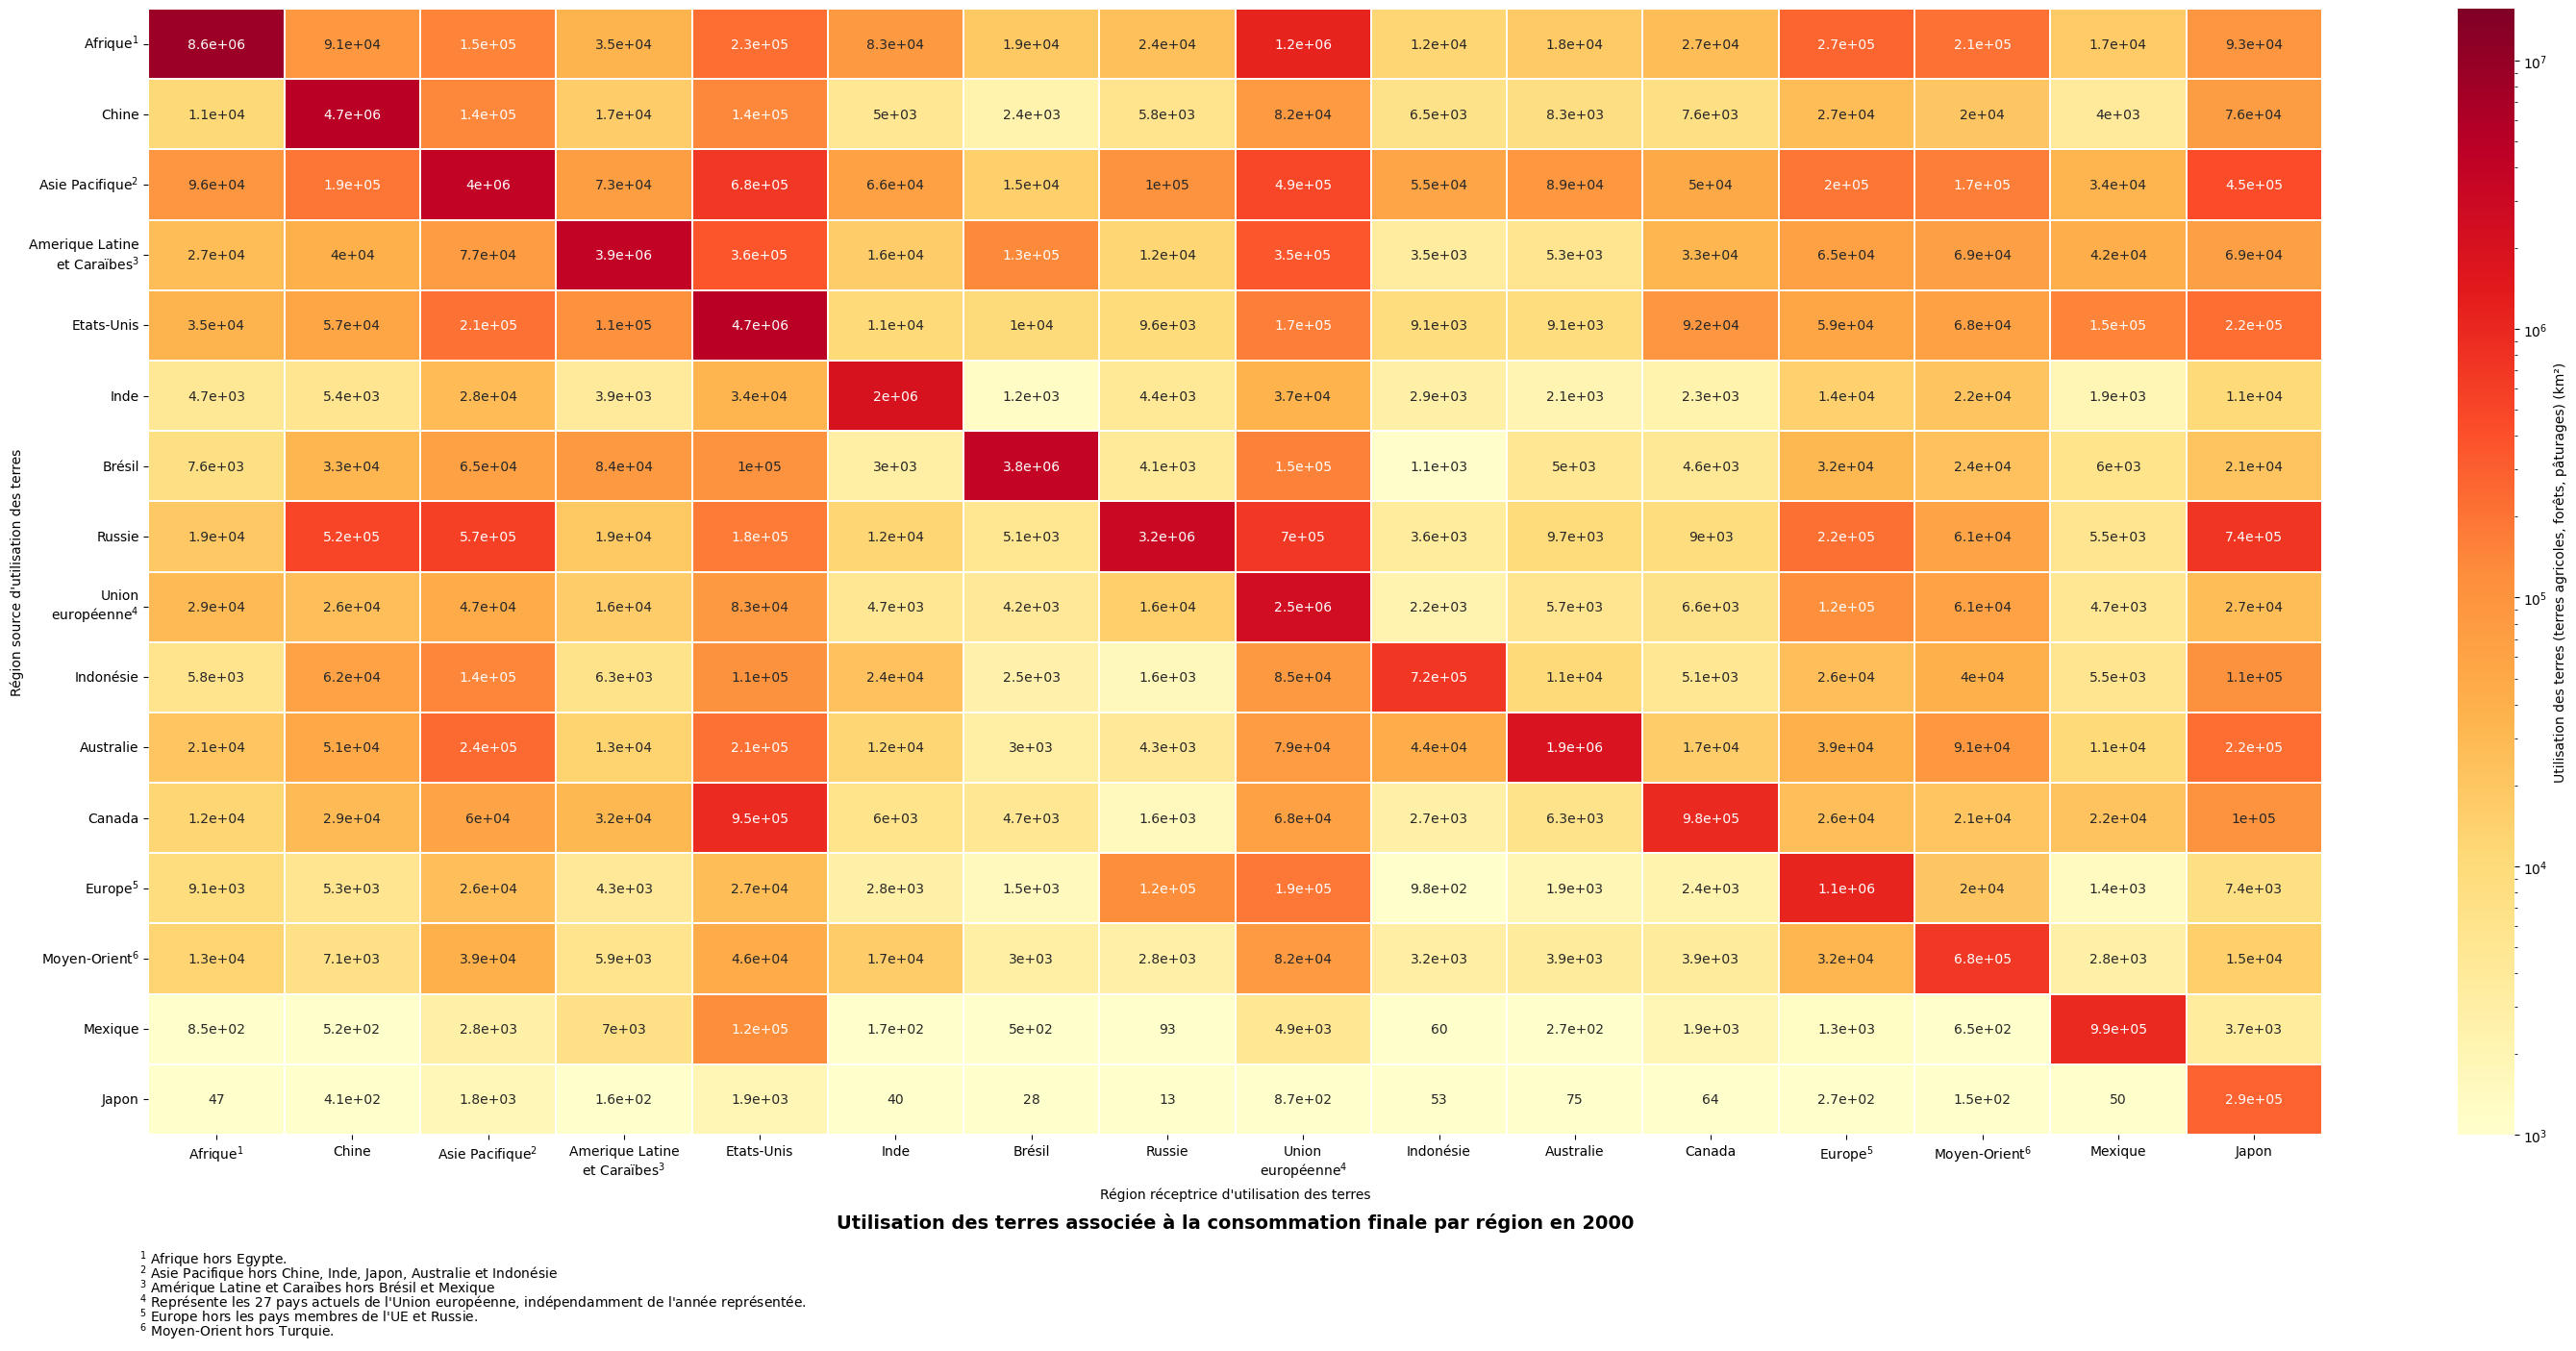 Afrique¹ 8.6e+06 9.1e+04 1.5e+05 3.5e+04 2.3e+05 8.3e+04 1.9e+04 2.4e+04 1.2e+06 1.2e+04 1.8e+04 2.7e+04 2.7e+05 2.1e+05 1.7e+04 9.3e+04
Chine 1.1e+04 4.7e+06 1.4e+05 1.7e+04 1.4e+05 5e+03 2.4e+03 5.8e+03 8.2e+04 6.5e+03 8.3e+03 7.6e+03 2.7e+04 2e+04 4e+03 7.6e+04
Asie Pacifique² 9.6e+04 1.9e+05 4e+06 7.3e+04 6.8e+05 6.6e+04 1.5e+04 1e+05 4.9e+05 5.5e+04 8.9e+04 5e+04 2e+05 1.7e+05 3.4e+04 4.5e+05
Amerique Latine
et Caraïbes³ 2.7e+04 4e+04 7.7e+04 3.9e+06 3.6e+05 1.6e+04 1.3e+05 1.2e+04 3.5e+05 3.5e+03 5.3e+03 3.3e+04 6.5e+04 6.9e+04 4.2e+04 6.9e+04
Etats-Unis 3.5e+04 5.7e+04 2.1e+05 1.1e+05 4.7e+06 1.1e+04 1e+04 9.6e+03 1.7e+05 9.1e+03 9.1e+03 9.2e+04 5.9e+04 6.8e+04 1.5e+05 2.2e+05
Inde 4.7e+03 5.4e+03 2.8e+04 3.9e+03 3.4e+04 2e+06 1.2e+03 4.4e+03 3.7e+04 2.9e+03 2.1e+03 2.3e+03 1.4e+04 2.2e+04 1.9e+03 1.1e+04
Brésil 7.6e+03 3.3e+04 6.5e+04 8.4e+04 1e+05 3e+03 3.8e+06 4.1e+03 1.5e+05 1.1e+03 5e+03 4.6e+03 3.2e+04 2.4e+04 6e+03 2.1e+04
Russie 1.9e+04 5.2e+05 5.7e+05 1.9e+04 1.8e+05 1.2e+04 5.1e+03 3.2e+06 7e+05 3.6e+03 9.7e+03 9e+03 2.2e+05 6.1e+04 5.5e+03 7.4e+05
Union
européenne⁴ 2.9e+04 2.6e+04 4.7e+04 1.6e+04 8.3e+04 4.7e+03 4.2e+03 1.6e+04 2.5e+06 2.2e+03 5.7e+03 6.6e+03 1.2e+05 6.1e+04 4.7e+03 2.7e+04
Indonésie 5.8e+03 6.2e+04 1.4e+05 6.3e+03 1.1e+05 2.4e+04 2.5e+03 1.6e+03 8.5e+04 7.2e+05 1.1e+04 5.1e+03 2.6e+04 4e+04 5.5e+03 1.1e+05
Australie 2.1e+04 5.1e+04 2.4e+05 1.3e+04 2.1e+05 1.2e+04 3e+03 4.3e+03 7.9e+04 4.4e+04 1.9e+06 1.7e+04 3.9e+04 9.1e+04 1.1e+04 2.2e+05
Canada 1.2e+04 2.9e+04 6e+04 3.2e+04 9.5e+05 6e+03 4.7e+03 1.6e+03 6.8e+04 2.7e+03 6.3e+03 9.8e+05 2.6e+04 2.1e+04 2.2e+04 1e+05
Europe⁵ 9.1e+03 5.3e+03 2.6e+04 4.3e+03 2.7e+04 2.8e+03 1.5e+03 1.2e+05 1.9e+05 9.8e+02 1.9e+03 2.4e+03 1.1e+06 2e+04 1.4e+03 7.4e+03
Moyen-Orient⁶ 1.3e+04 7.1e+03 3.9e+04 5.9e+03 4.6e+04 1.7e+04 3e+03 2.8e+03 8.2e+04 3.2e+03 3.9e+03 3.9e+03 3.2e+04 6.8e+05 2.8e+03 1.5e+04
Mexique 8.5e+02 5.2e+02 2.8e+03 7e+03 1.2e+05 1.7e+02 5e+02 93 4.9e+03 60 2.7e+02 1.9e+03 1.3e+03 6.5e+02 9.9e+05 3.7e+03
Japon 47 4.1e+02 1.8e+03 1.6e+02 1.9e+03 40 28 13 8.7e+02 53 75 64 2.7e+02 1.5e+02 50 2.9e+05
Afrique¹ Chine Asie Pacifique² Amerique Latine Etats-Unis Inde Brésil Russie Union Indonésie Australie Canada Europe⁵ Moyen-Orient⁶ Mexique Japon
et Caraïbes³ européenne⁴
Région source d'utilisation des terres
Région réceptrice d'utilisation des terres
10⁷
10⁶
10⁵
10⁴
10³
Utilisation des terres (terres agricoles, forêts, pâturages) (km²)
Utilisation des terres associée à la consommation finale par région en 2000
¹ Afrique hors Egypte.
² Asie Pacifique hors Chine, Inde, Japon, Australie et Indonésie
³ Amérique Latine et Caraïbes hors Brésil et Mexique
⁴ Représente les 27 pays actuels de l'Union européenne, indépendamment de l'année représentée.
⁵ Europe hors les pays membres de l'UE et Russie.
⁶ Moyen-Orient hors Turquie.